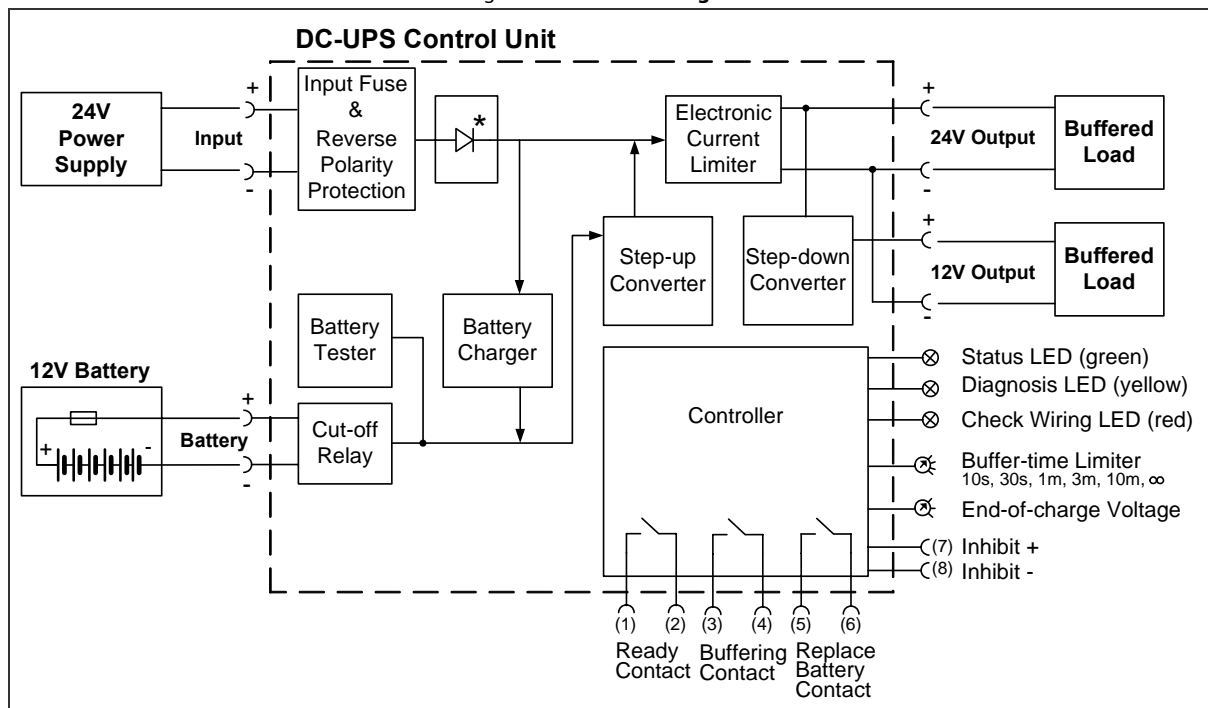 DC-UPS Control Unit
24V
Power
Supply
+
Input
-
Input Fuse
&
Reverse
Polarity
Protection
*
Electronic
Current
Limiter
+
24V Output
-
Buffered
Load
Step-up
Converter
Step-down
Converter
+
12V Output
-
Buffered
Load
Battery
Tester
Battery
Charger
12V Battery
+ -
+
Battery
-
Cut-off
Relay
Controller
Status LED (green)
Diagnosis LED (yellow)
Check Wiring LED (red)
Buffer-time Limiter
10s, 30s, 1m, 3m, 10m, ∞
End-of-charge Voltage
(7) Inhibit +
(8) Inhibit -
(1) (2) (3) (4) (5) (6)
Ready
Contact
Buffering
Contact
Replace
Battery
Contact